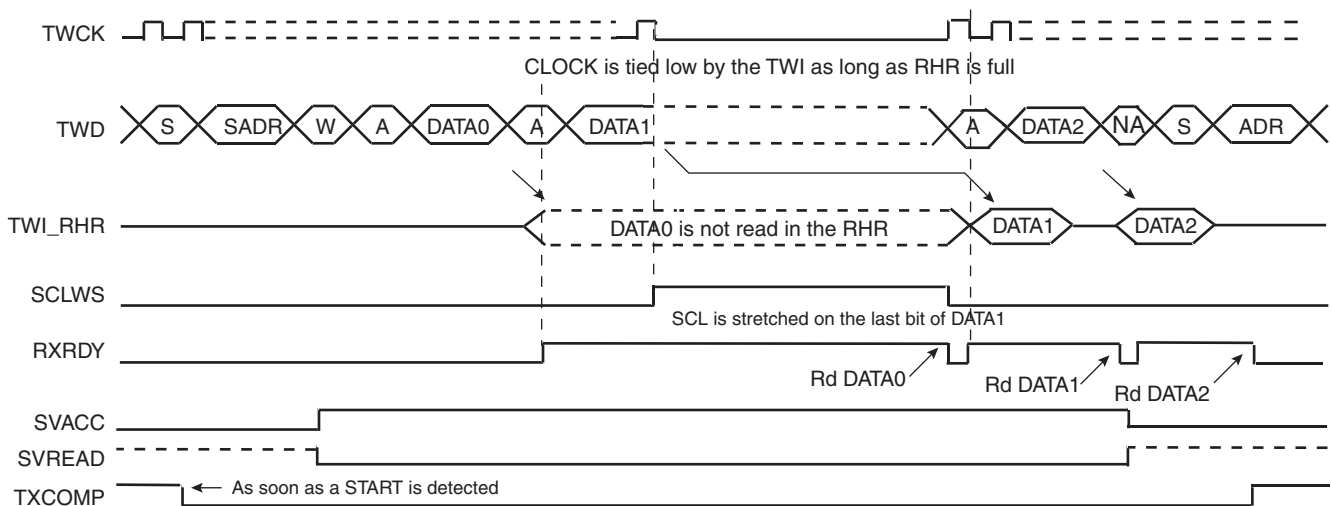 TWCK
CLOCK is tied low by the TWI as long as RHR is full
TWD S SADR W A DATA0 A DATA1 A DATA2 NA S ADR
TWI_RHR DATA0 is not read in the RHR DATA1 DATA2
SCLWS
SCL is stretched on the last bit of DATA1
RXRDY
Rd DATA0 Rd DATA1 Rd DATA2
SVACC
SVREAD
TXCOMP As soon as a START is detected